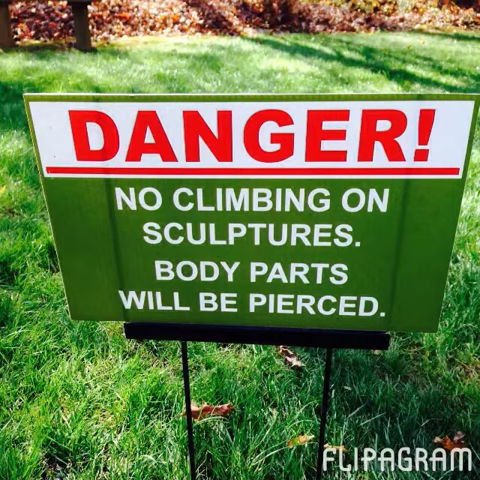 DANGER!
NO CLIMBING ON
SCULPTURES.
BODY PARTS
WILL BE PIERCED.
FLIPAGRAM